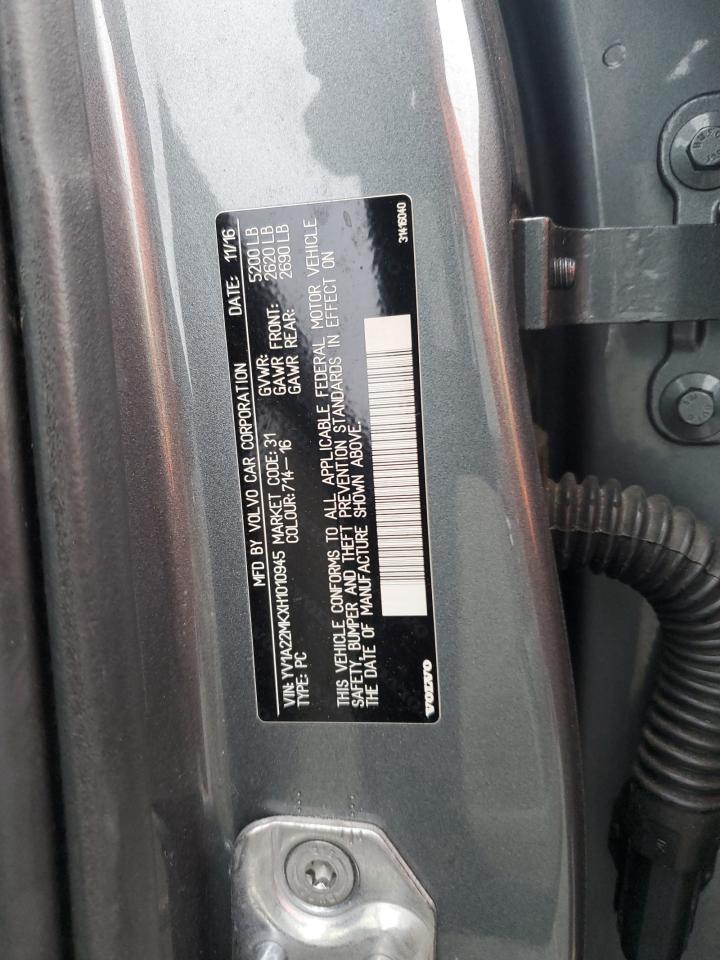 MFD BY VOLVO CAR CORPORATION DATE: 11/16
VIN: YV1A22MKXH1010945 MARKET CODE: 31 GVWR: 5200 LB
TYPE: PC COLOUR: 714-16 GAWR FRONT: 2620 LB
GAWR REAR: 2690 LB
THIS VEHICLE CONFORMS TO ALL APPLICABLE FEDERAL MOTOR VEHICLE
SAFETY, BUMPER AND THEFT PREVENTION STANDARDS IN EFFECT ON
THE DATE OF MANUFACTURE SHOWN ABOVE.
VOLVO
31416040